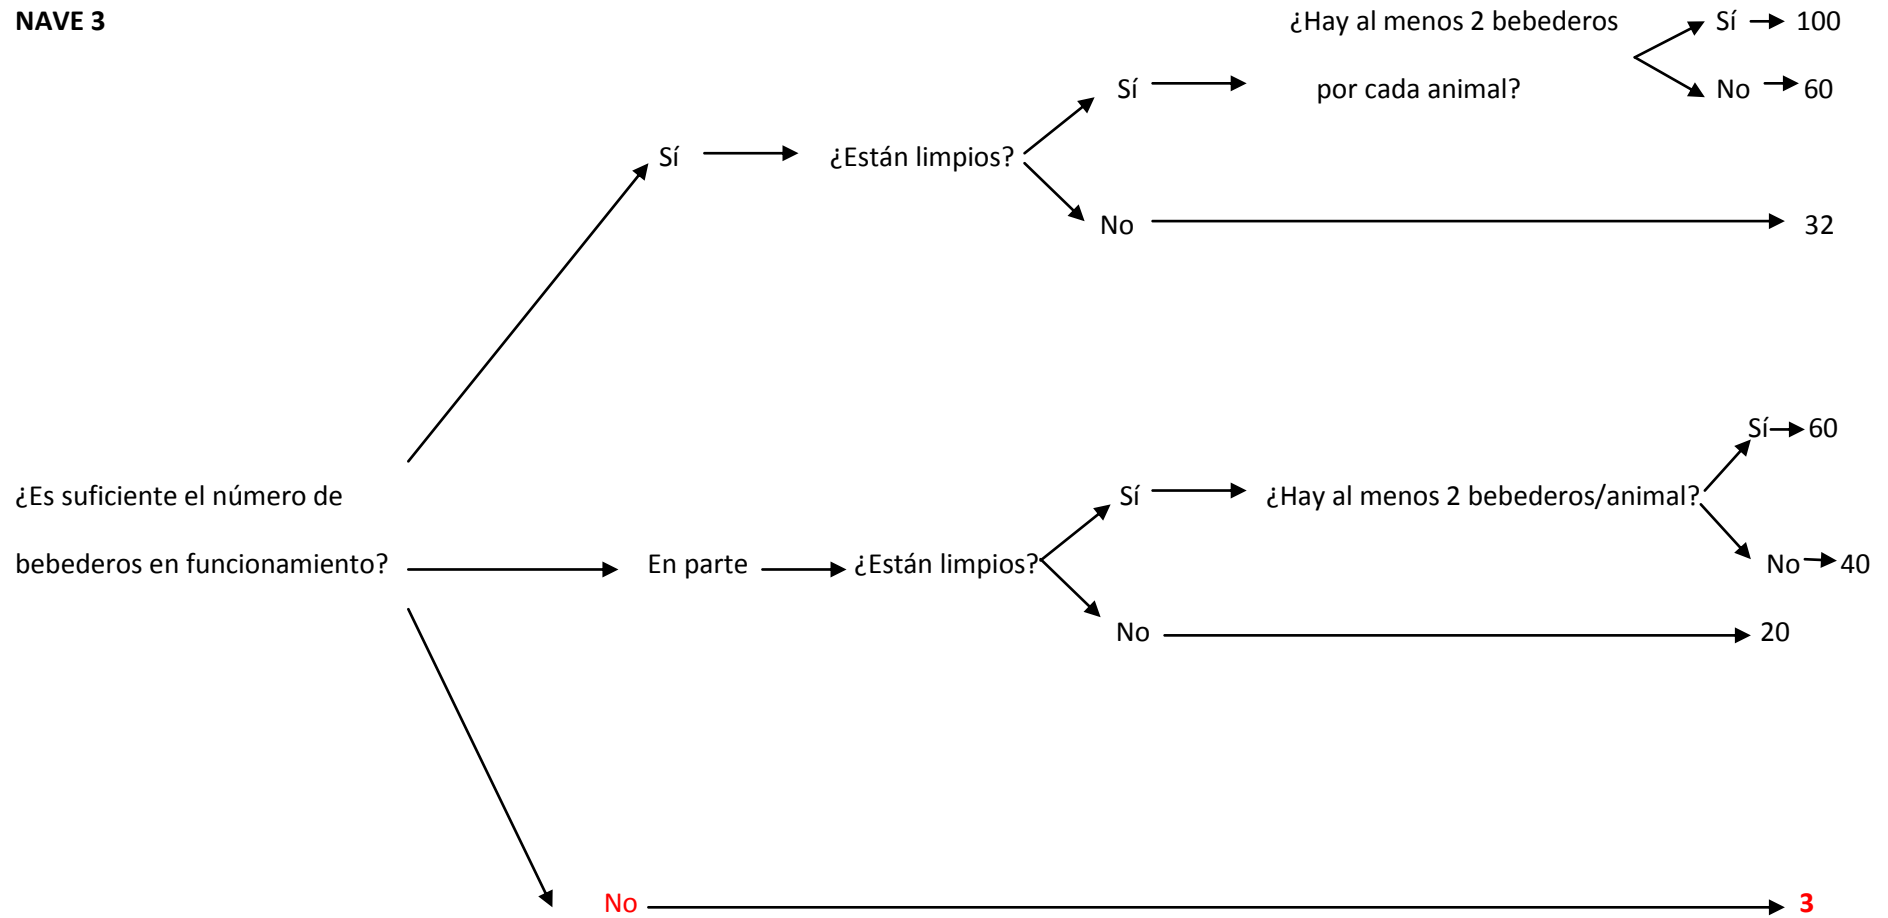 NAVE 3
¿Hay al menos 2 bebederos
Sí
100
por cada animal?
Sí
No
60
Sí
¿Están limpios?
No
32
Sí
60
¿Es suficiente el número de
Sí
¿Hay al menos 2 bebederos/animal?
bebederos en funcionamiento?
En parte
¿Están limpios?
No
40
No
20
No
3